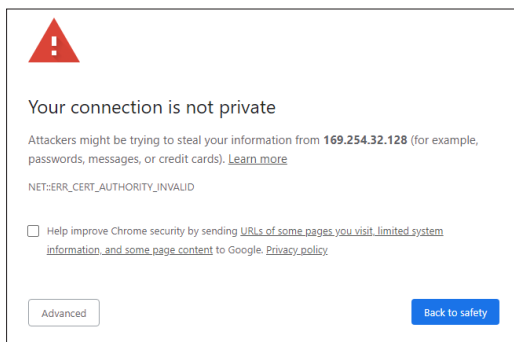 Your connection is not private
Attackers might be trying to steal your information from 169.254.32.128 (for example,
passwords, messages, or credit cards). Learn more
NET::ERR_CERT_AUTHORITY_INVALID
Help improve Chrome security by sending URLs of some pages you visit, limited system
information, and some page content to Google. Privacy policy
Advanced
Back to safety